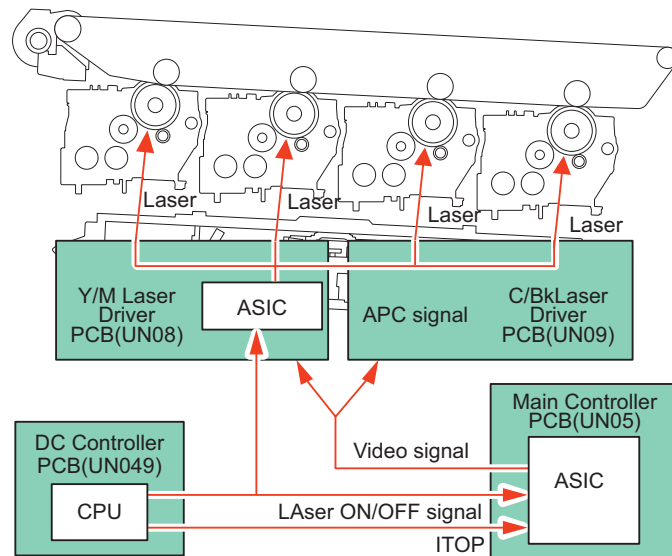 Laser
Laser
Laser
Laser
Y/M Laser
Driver
PCB(UN08)
ASIC
APC signal
C/BkLaser
Driver
PCB(UN09)
Main Controller
PCB(UN05)
DC Controller
PCB(UN049)
Video signal
ASIC
CPU
LAser ON/OFF signal
ITOP